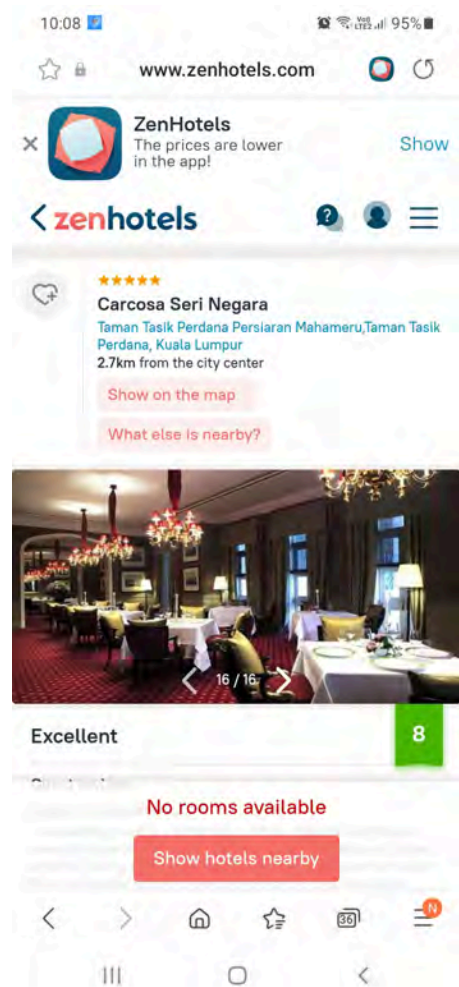 10:08
Vo)) LTE2 95%
www.zenhotels.com
ZenHotels
The prices are lower
in the app!
Show
zenhotels
Carcosa Seri Negara
Taman Tasik Perdana Persiaran Mahameru,Taman Tasik
Perdana, Kuala Lumpur
2.7km from the city center
Show on the map
What else is nearby?
16/16
Excellent
8
No rooms available
Show hotels nearby
36
N